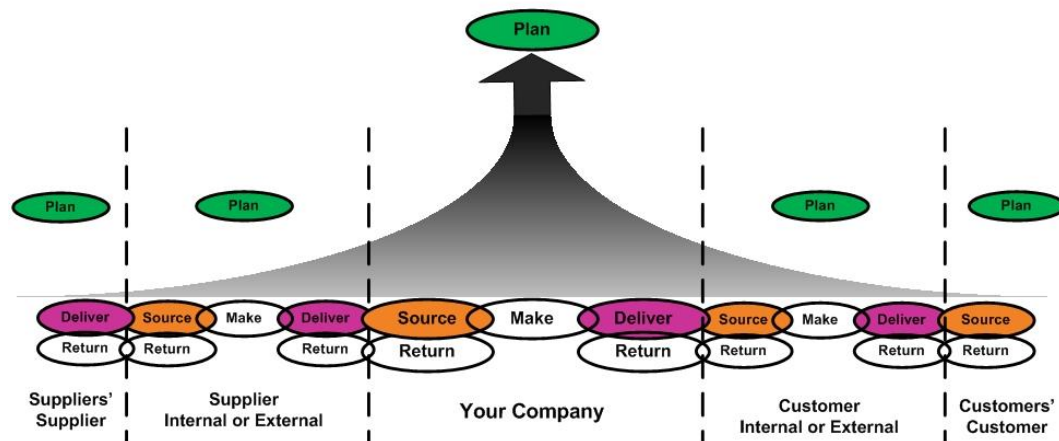 Plan
Plan
Plan
Plan
Plan
Deliver Source Make Deliver Source Make Deliver Source Make Deliver Source
Return Return Return Return Return Return Return Return
Suppliers' Supplier Your Company Customer Customers'
Supplier Internal or External Internal or External Customer